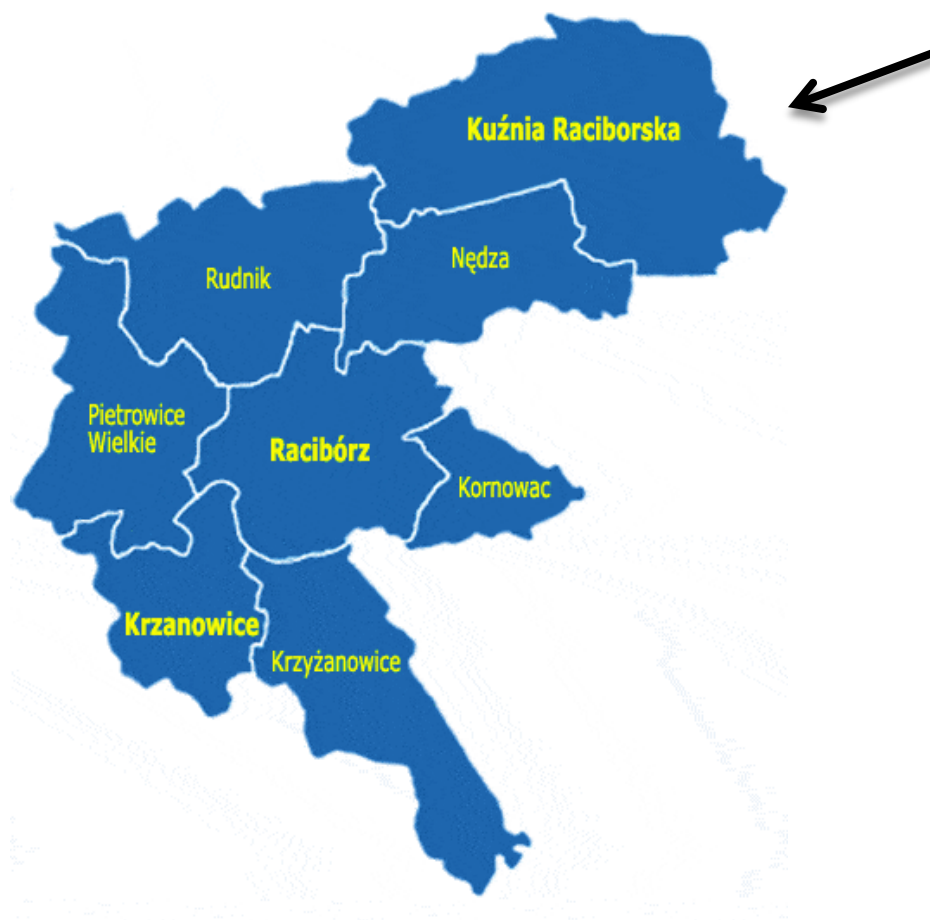 Kuźnia Raciborska
Nędza
Rudnik
Pietrowice
Wielkie
Racibórz
Kornowac
Krzanowice
Krzyżanowice